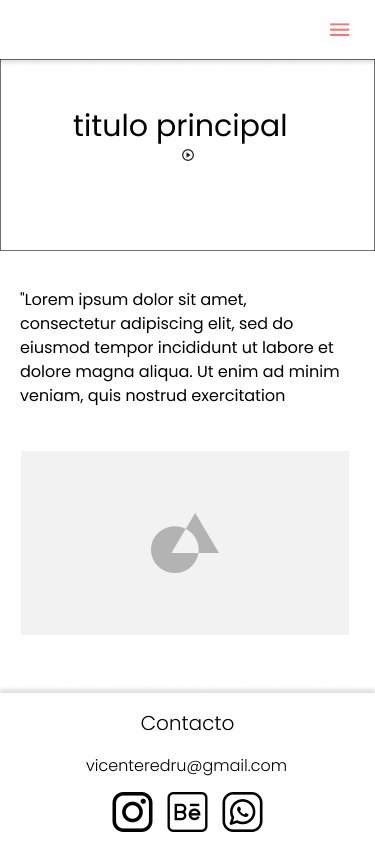 titulo principal
"Lorem ipsum dolor sit amet,
consectetur adipiscing elit, sed do
eiusmod tempor incididunt ut labore et
dolore magna aliqua. Ut enim ad minim
veniam, quis nostrud exercitation
Contacto
vicenteredru@gmail.com
Bē